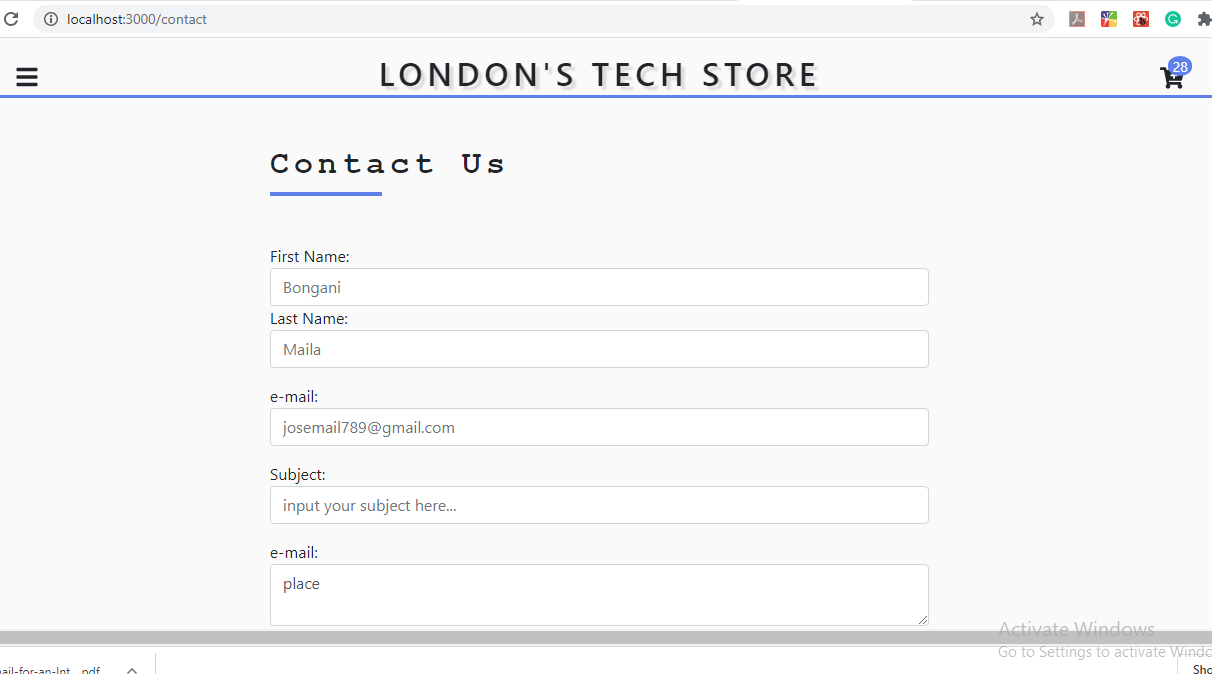 localhost:3000/contact
LONDON'S TECH STORE
28
Contact Us
First Name:
Bongani
Last Name:
Maila
e-mail:
josemail789@gmail.com
Subject:
input your subject here...
e-mail:
place
Activate Windows
Go to Settings to activate Windo
ail-for-an-Int....pdf
Sho